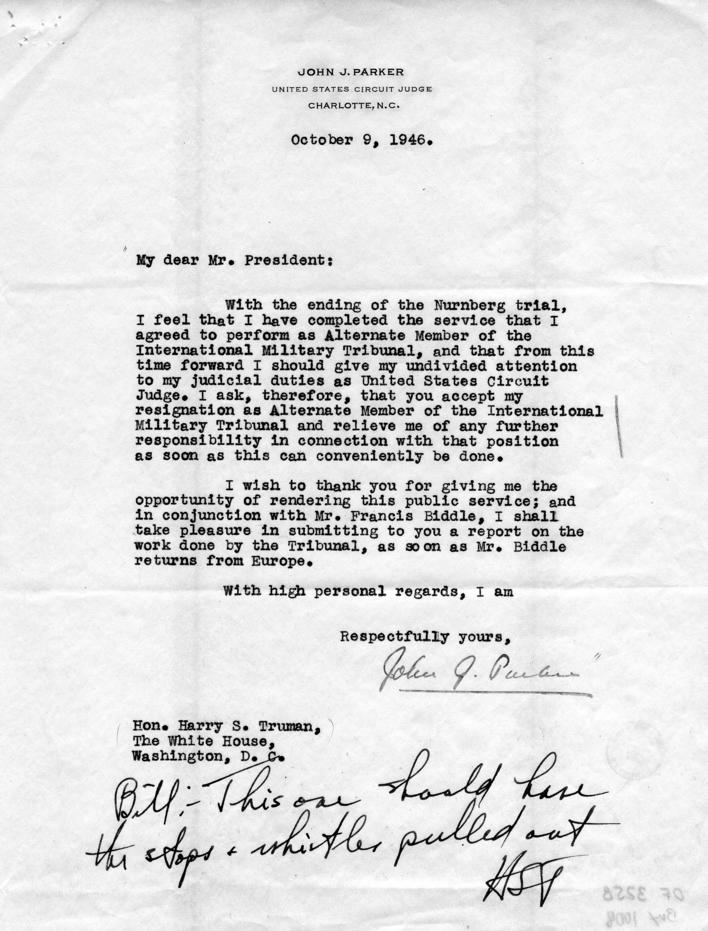 JOHN J. PARKER
UNITED STATES CIRCUIT JUDGE
CHARLOTTE, N.C.
October 9, 1946.
My dear Mr. President:
With the ending of the Nurnberg trial,
I feel that I have completed the service that I
agreed to perform as Alternate Member of the
International Military Tribunal, and that from this
time forward I should give my undivided attention
to my judicial duties as United States Circuit
Judge. I ask, therefore, that you accept my
resignation as Alternate Member of the International
Military Tribunal and relieve me of any further
responsibility in connection with that position
as soon as this can conveniently be done.
I wish to thank you for giving me the
opportunity of rendering this public service; and
in conjunction with Mr. Francis Biddle, I shall
take pleasure in submitting to you a report on the
work done by the Tribunal, as soon as Mr. Biddle
returns from Europe.
With high personal regards, I am
Respectfully yours,
John J. Parker
Hon. Harry S. Truman,
The White House,
Washington, D. C.
Bill:- This one should have
the stops & whistles pulled out
HST
OF 325B